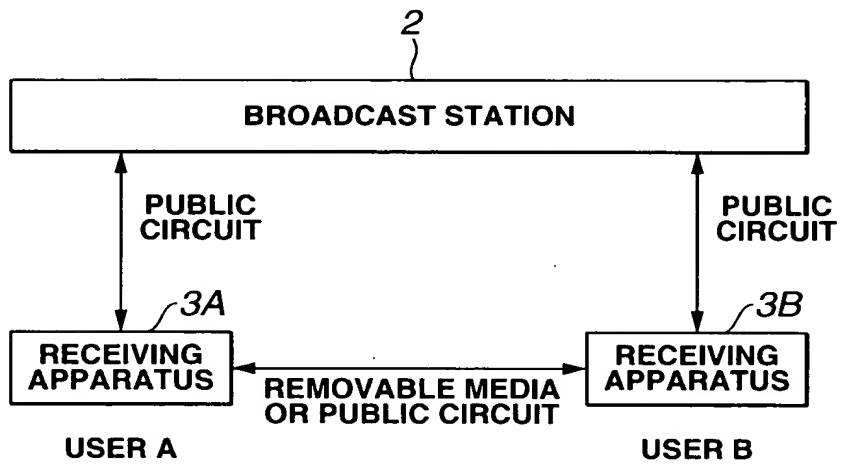 2
BROADCAST STATION
PUBLIC
CIRCUIT
PUBLIC
CIRCUIT
3A
3B
RECEIVING
APPARATUS
RECEIVING
APPARATUS
REMOVABLE MEDIA
OR PUBLIC CIRCUIT
USER A
USER B